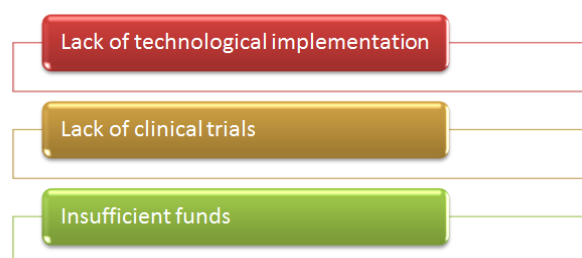 Lack of technological implementation
Lack of clinical trials
Insufficient funds